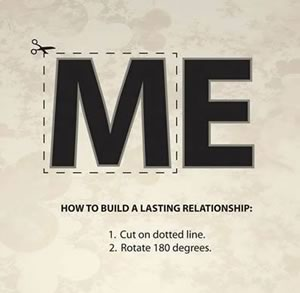 ME
HOW TO BUILD A LASTING RELATIONSHIP:
1. Cut on dotted line.
2. Rotate 180 degrees.